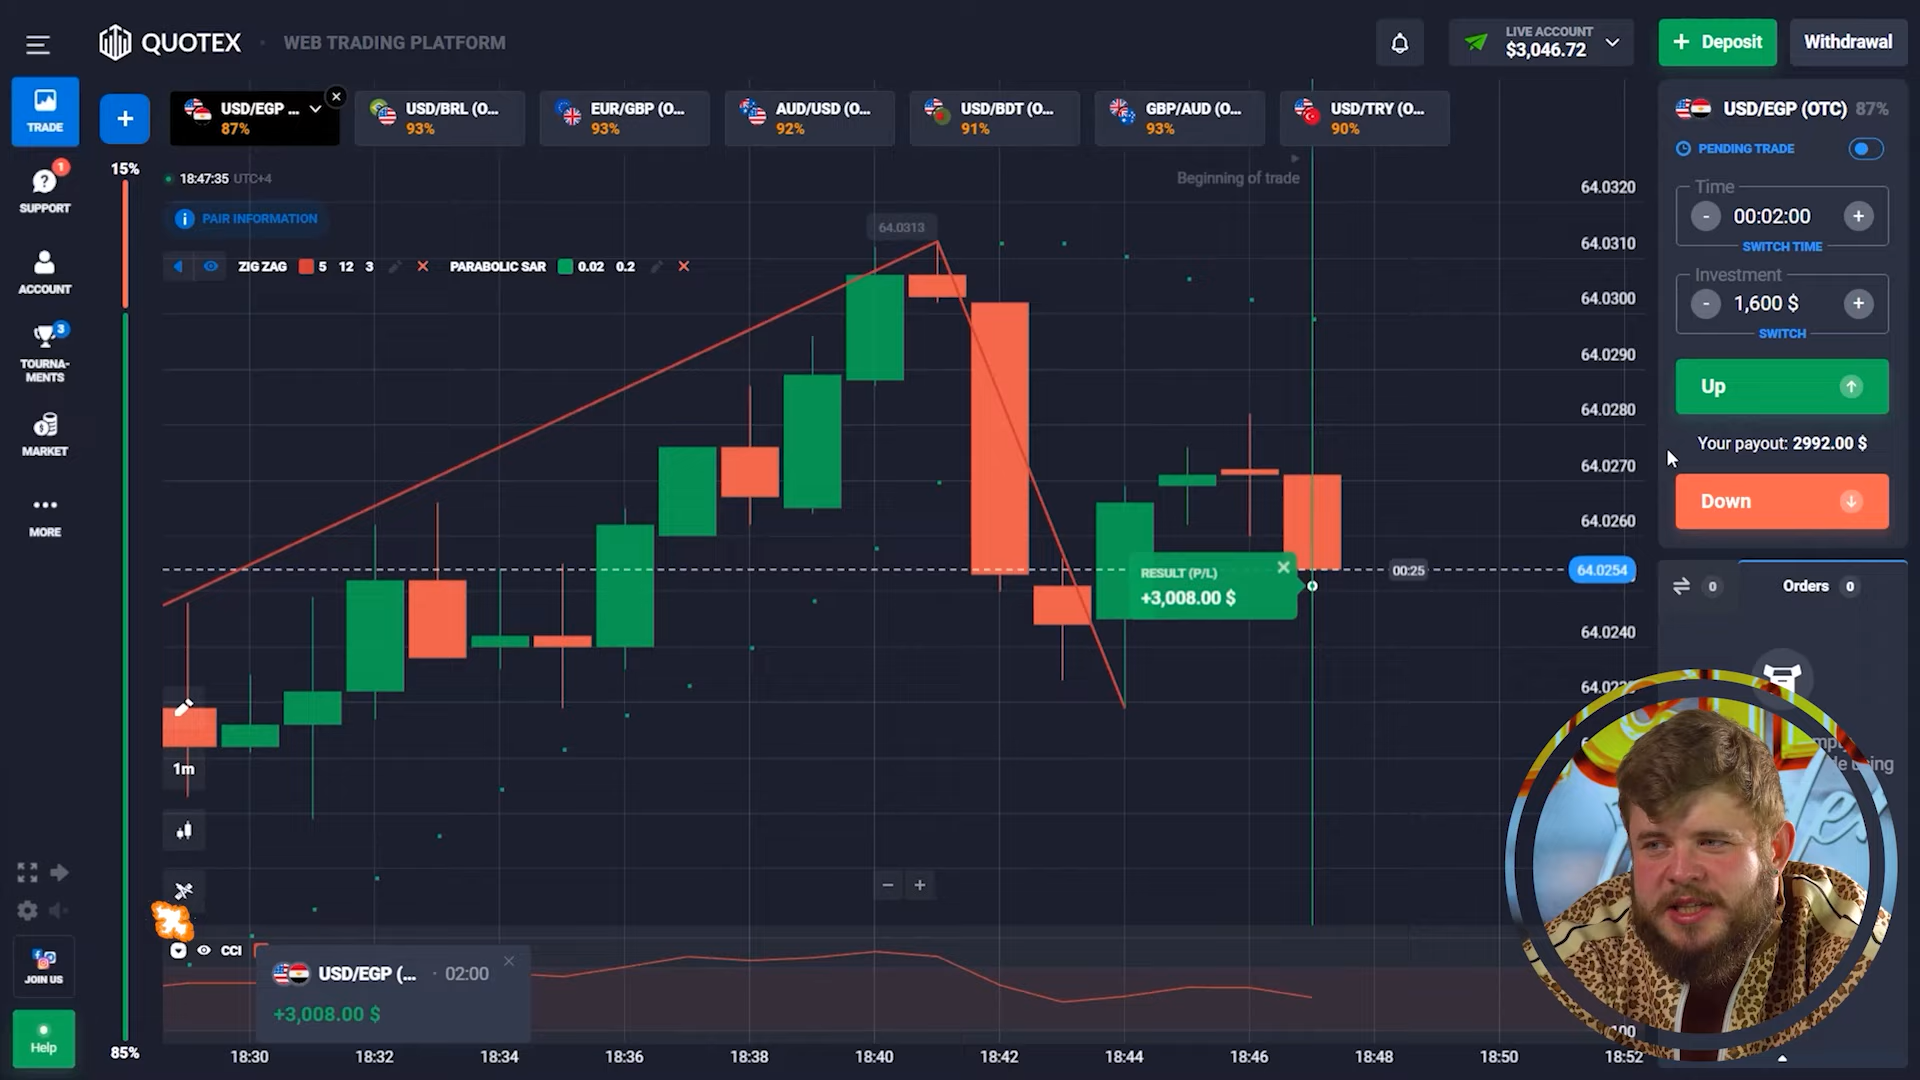 QUOTEX
WEB TRADING PLATFORM
LIVE ACCOUNT
$3,046.72
+ Deposit
Withdrawal
TRADE
+
USD/EGP ...
87%
USD/BRL (O...
93%
EUR/GBP (O...
93%
AUD/USD (O...
92%
USD/BDT (O...
91%
GBP/AUD (O...
93%
USD/TRY (O...
90%
USD/EGP (OTC) 87%
PENDING TRADE
Time
- 00:02:00 +
SWITCH TIME
Investment
- 1,600 $ +
SWITCH
Up
Your payout: 2992.00 $
Down
0
Orders 0
1
SUPPORT
ACCOUNT
3
TOURNA-
MENTS
MARKET
MORE
JOIN US
Help
15%
85%
18:47:35 UTC+4
PAIR INFORMATION
ZIG ZAG 5 12 3
PARABOLIC SAR 0.02 0.2
Beginning of trade
64.0313
64.0320
64.0310
64.0300
64.0290
64.0280
64.0270
64.0260
00:25
64.0254
64.0240
RESULT (P/L)
+3,008.00 $
1m
− +
CCI
USD/EGP (... · 02:00
+3,008.00 $
18:30
18:32
18:34
18:36
18:38
18:40
18:42
18:44
18:46
18:48
18:50
18:52